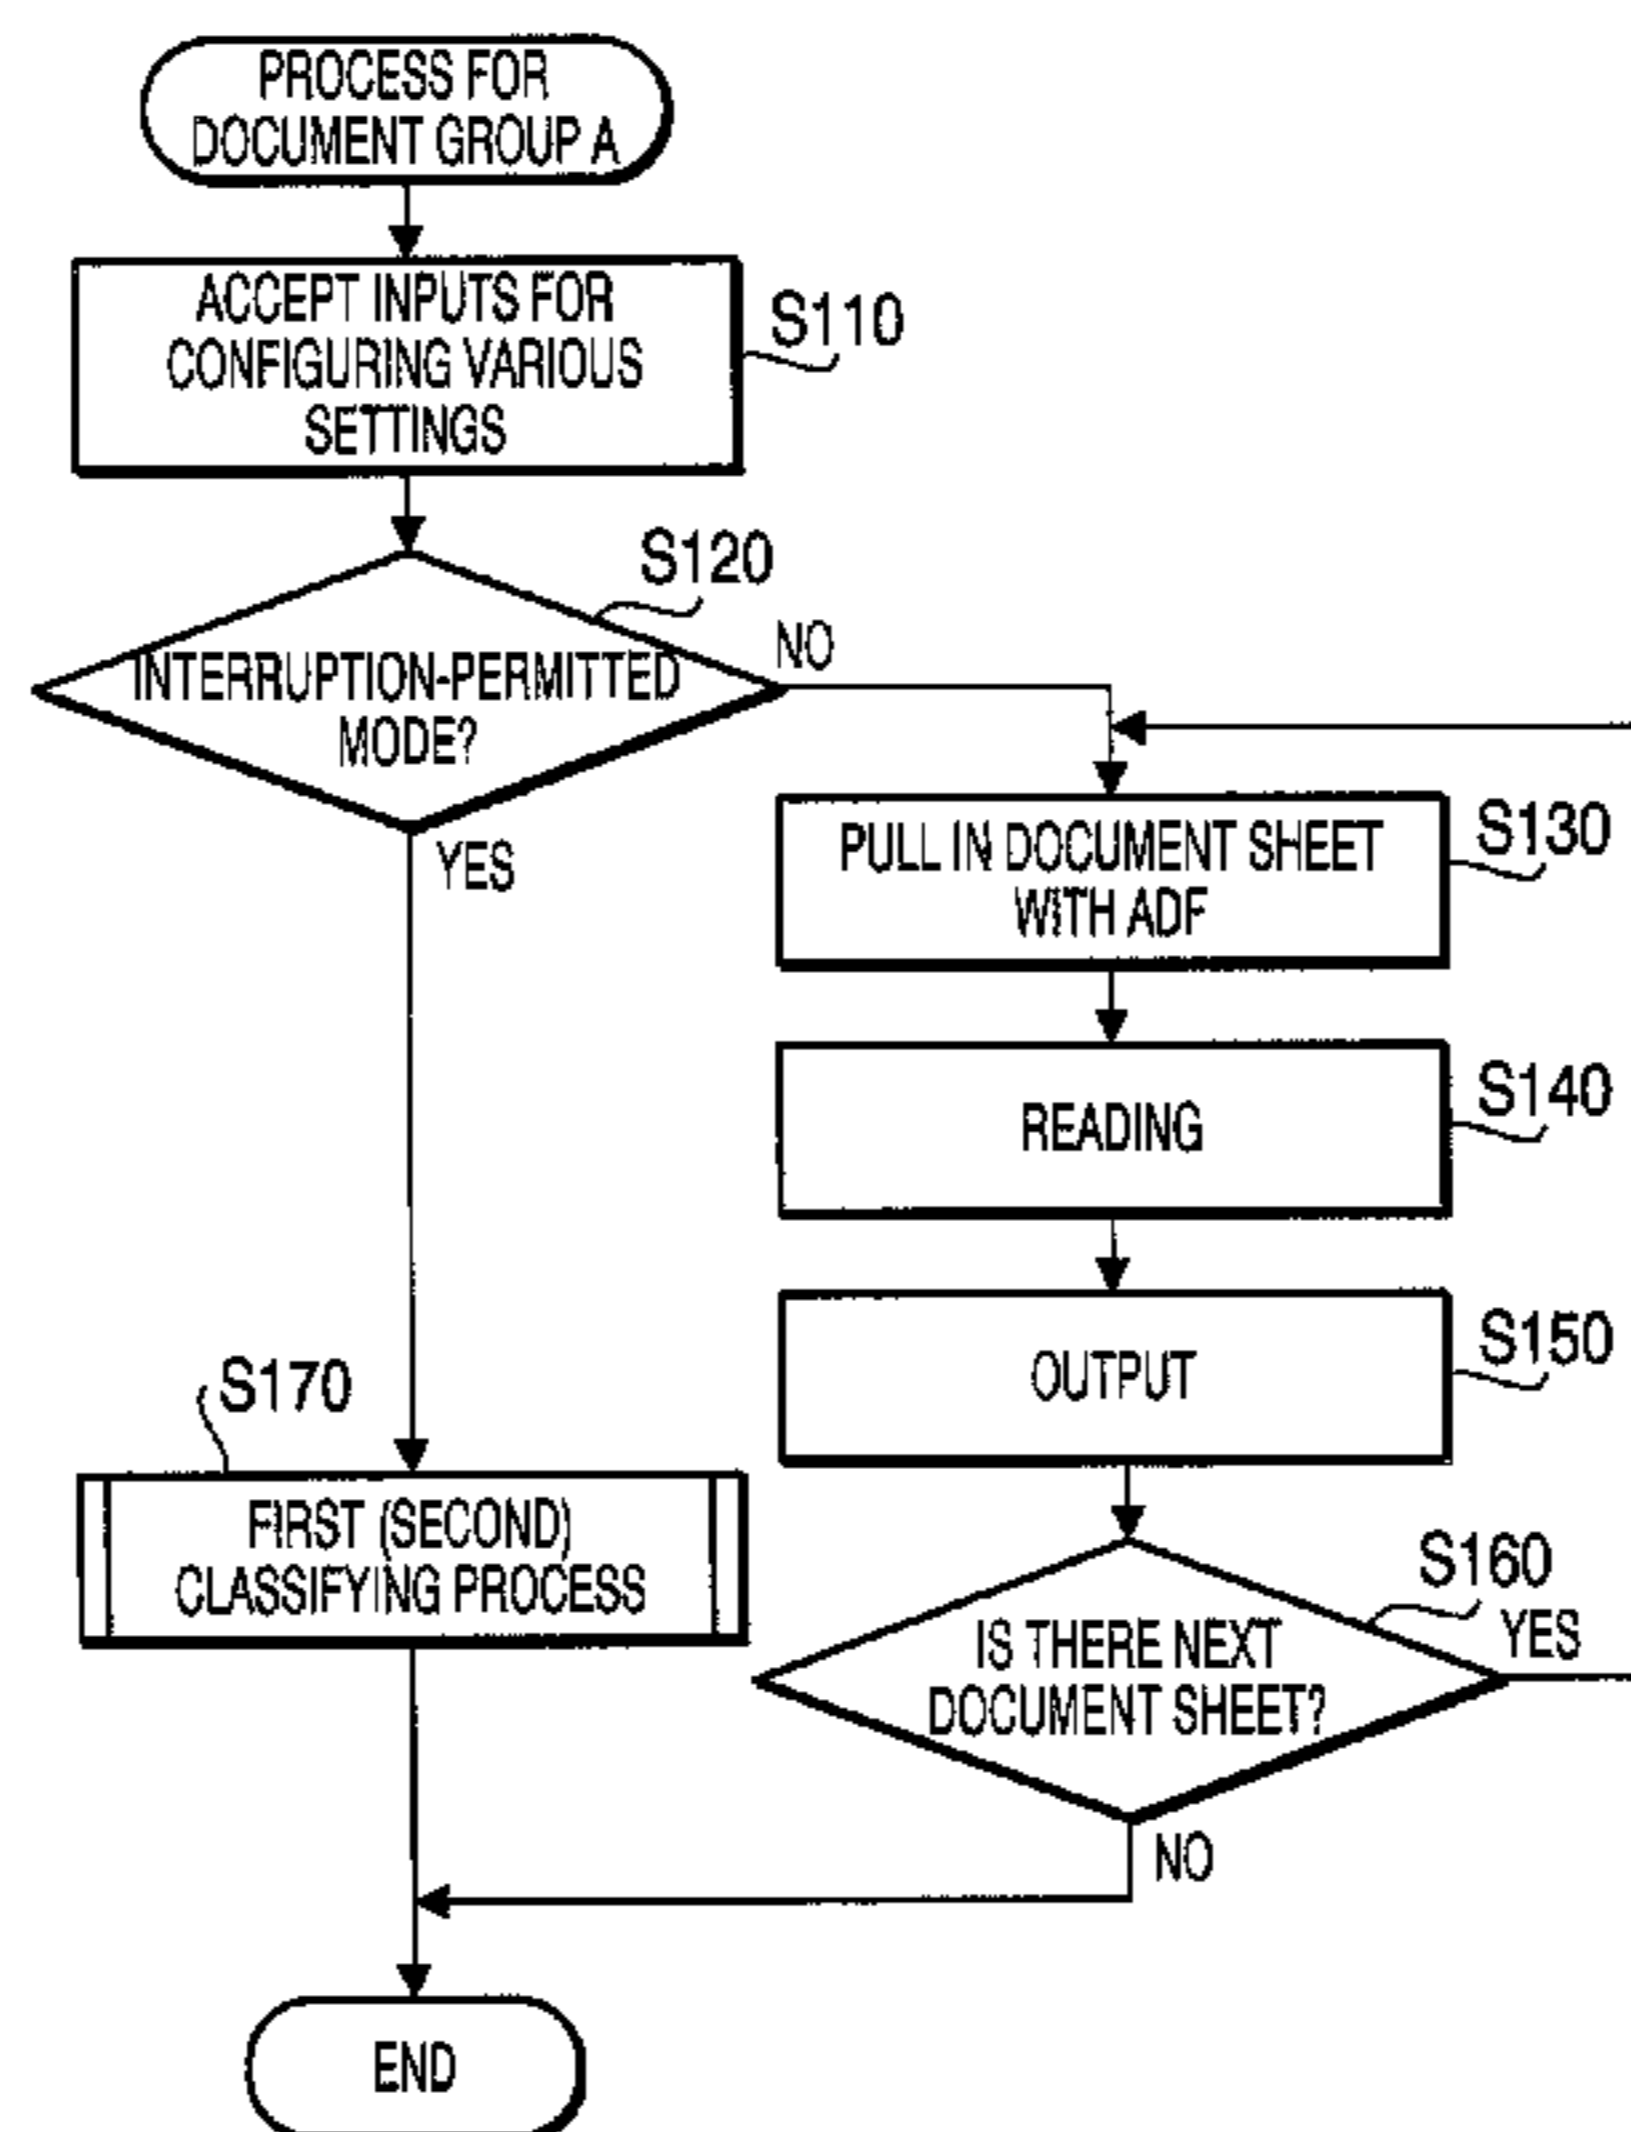 PROCESS FOR
DOCUMENT GROUP A
ACCEPT INPUTS FOR
CONFIGURING VARIOUS
SETTINGS
S110
S120
INTERRUPTION-PERMITTED
MODE?
NO
YES
PULL IN DOCUMENT SHEET
WITH ADF
S130
READING
S140
OUTPUT
S150
S170
FIRST (SECOND)
CLASSIFYING PROCESS
S160
IS THERE NEXT
DOCUMENT SHEET?
YES
NO
END